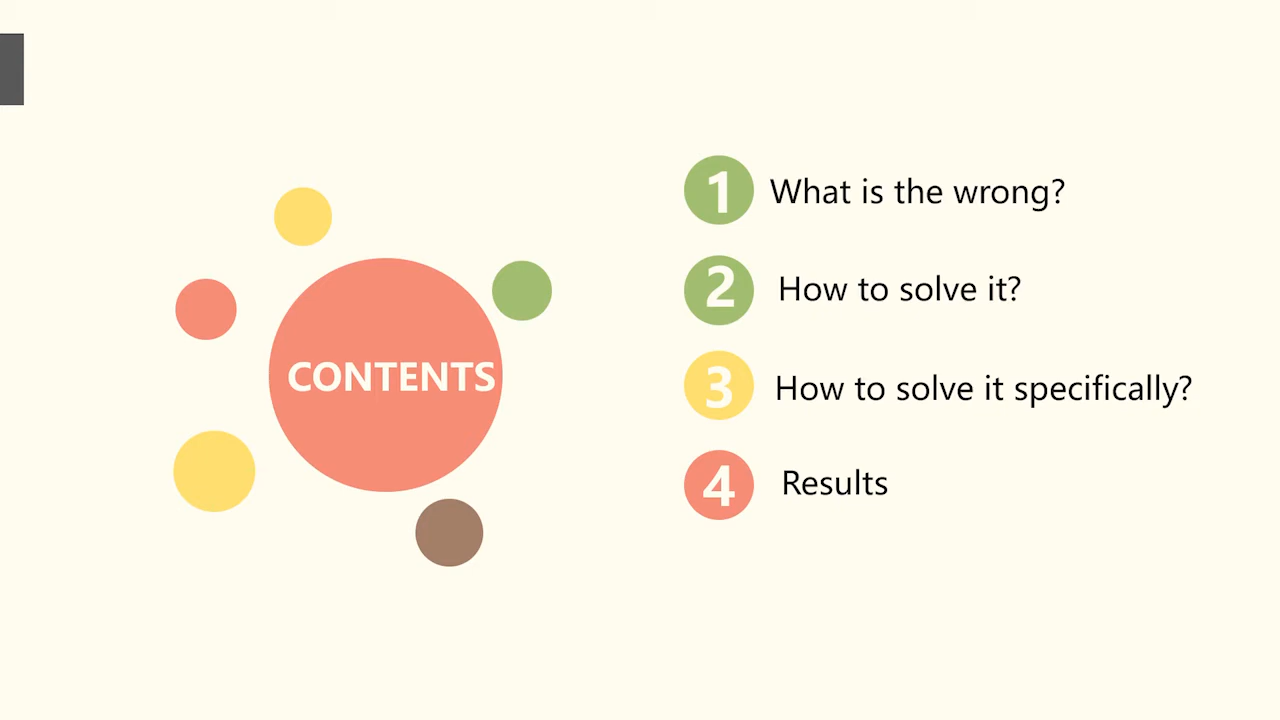 CONTENTS
1 What is the wrong?
2 How to solve it?
3 How to solve it specifically?
4 Results